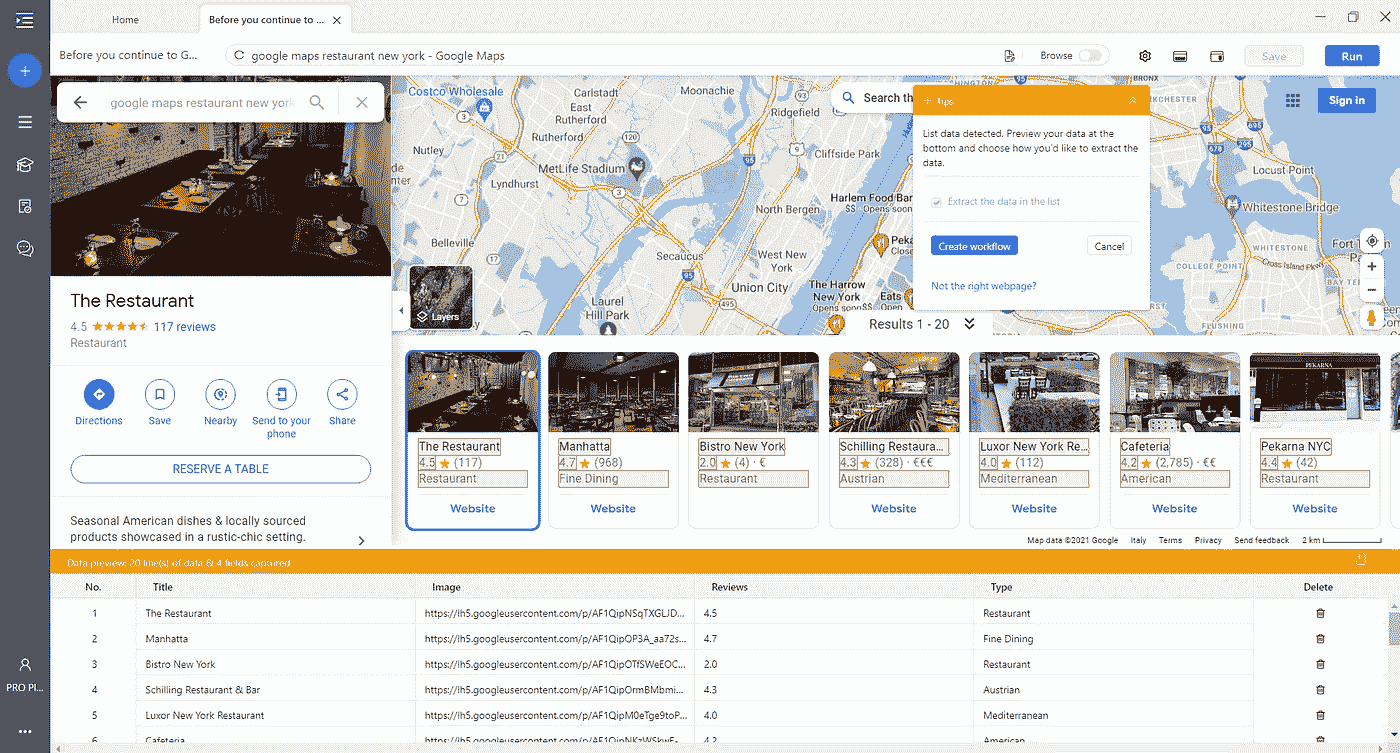 Home
Before you continue to ...
Before you continue to G...
google maps restaurant new york - Google Maps
Browse
Save
Run
google maps restaurant new york
The Restaurant
4.5
117 reviews
Restaurant
Directions
Save
Nearby
Send to your
phone
Share
RESERVE A TABLE
Seasonal American dishes & locally sourced
products showcased in a rustic-chic setting.
PRO Pl...
Costco Wholesale
Carlstadt
Moonachie
East
Rutherford
Ridgefield
Rutherford
Nutley
MetLife Stadium
Cliffside Park
Lyndhurst
North Bergen
Belleville
Secaucus
West New
York
Union City
Laurel
Hill Park
Harlem Food Bar
$$ Opens soon
Peka
The Harrow
New York
Opens soon
Eats
Layers
Search th
Tips
List data detected. Preview your data at the
bottom and choose how you'd like to extract the
data.
Extract the data in the list
Create workflow
Cancel
Not the right webpage?
Sign in
BRONX
Locust Point
Whitestone Bridge
WHITESTONE
COLLEGE POINT
Cross Island Pkwy
FLUSHING
Results 1 - 20
The Restaurant
4.5 (117)
Restaurant
Website
Manhatta
4.7 (968)
Fine Dining
Website
Bistro New York
2.0 (4) · €
Restaurant
Schilling Restaura...
4.3 (328) · €€€
Austrian
Website
Luxor New York Re...
4.0 (112)
Mediterranean
Website
Cafeteria
4.2 (2,785) · €€
American
Website
PEKARNA
Pekarna NYC
4.4 (42)
Restaurant
Website
Map data ©2021 Google Italy Terms Privacy Send feedback 2 km
Data preview: 20 line(s) of data & 4 fields captured
No. Title Image Reviews Type Delete
1 The Restaurant https://lh5.googleusercontent.com/p/AF1QipNSqTXGLJD... 4.5 Restaurant
2 Manhatta https://lh5.googleusercontent.com/p/AF1QipOP3A_aa72s... 4.7 Fine Dining
3 Bistro New York https://lh5.googleusercontent.com/p/AF1QipOTfSWeEOC... 2.0 Restaurant
4 Schilling Restaurant & Bar https://lh5.googleusercontent.com/p/AF1QipOrmBMbmi... 4.3 Austrian
5 Luxor New York Restaurant https://lh5.googleusercontent.com/p/AF1QipM0eTge9toP... 4.0 Mediterranean
6 Cafeteria https://lh5.googleusercontent.com/p/AF1QipNKzWSkwF... 4.2 American